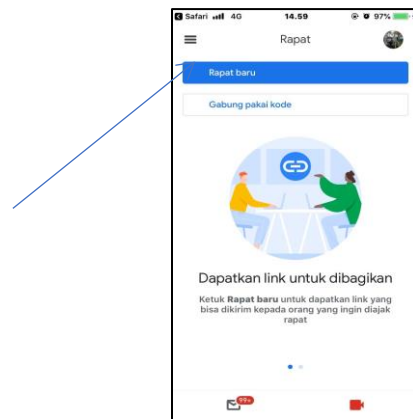 Safari 4G 14.59 97%
Rapat
Rapat baru
Gabung pakai kode
Dapatkan link untuk dibagikan
Ketuk Rapat baru untuk dapatkan link yang
bisa dikirim kepada orang yang ingin diajak
rapat
99+